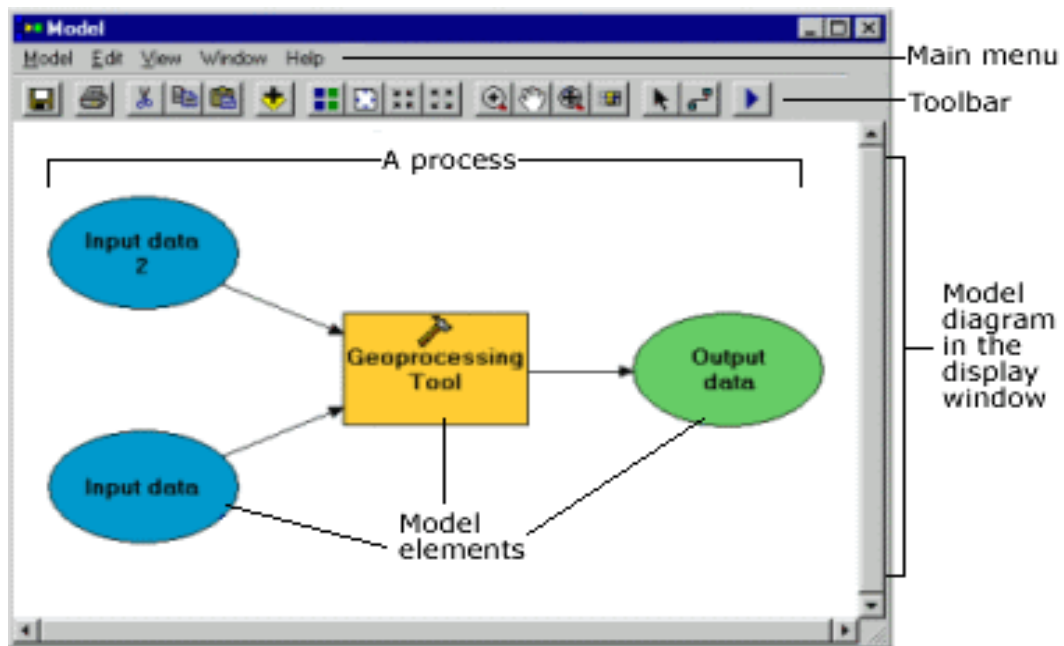 Model
Model Edit View Window Help
Main menu
Toolbar
A process
Input data
2
Geoprocessing
Tool
Output
data
Input data
Model
elements
Model
diagram
in the
display
window